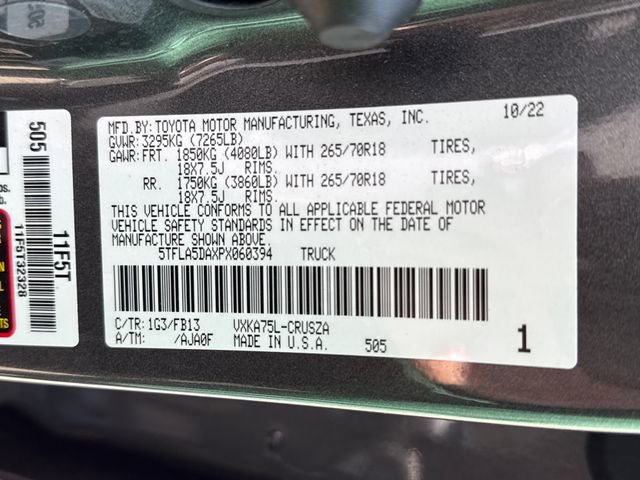 MFD.BY:TOYOTA MOTOR MANUFACTURING, TEXAS, INC. 10/22
GVWR:3295KG (7265LB)
GAWR:FRT. 1850KG (4080LB) WITH 265/70R18 TIRES,
18X7.5J RIMS.
RR. 1750KG (3860LB) WITH 265/70R18 TIRES,
18X7.5J RIMS.
THIS VEHICLE CONFORMS TO ALL APPLICABLE FEDERAL MOTOR
VEHICLE SAFETY STANDARDS IN EFFECT ON THE DATE OF
MANUFACTURE SHOWN ABOVE.
5TFLA5DAXPX060394 TRUCK
C/TR:1G3/FB13 VXKA75L-CRUSZA
A/TM: /AJA0F MADE IN U.S.A. 505 1
505
11F5T
11F5T32328